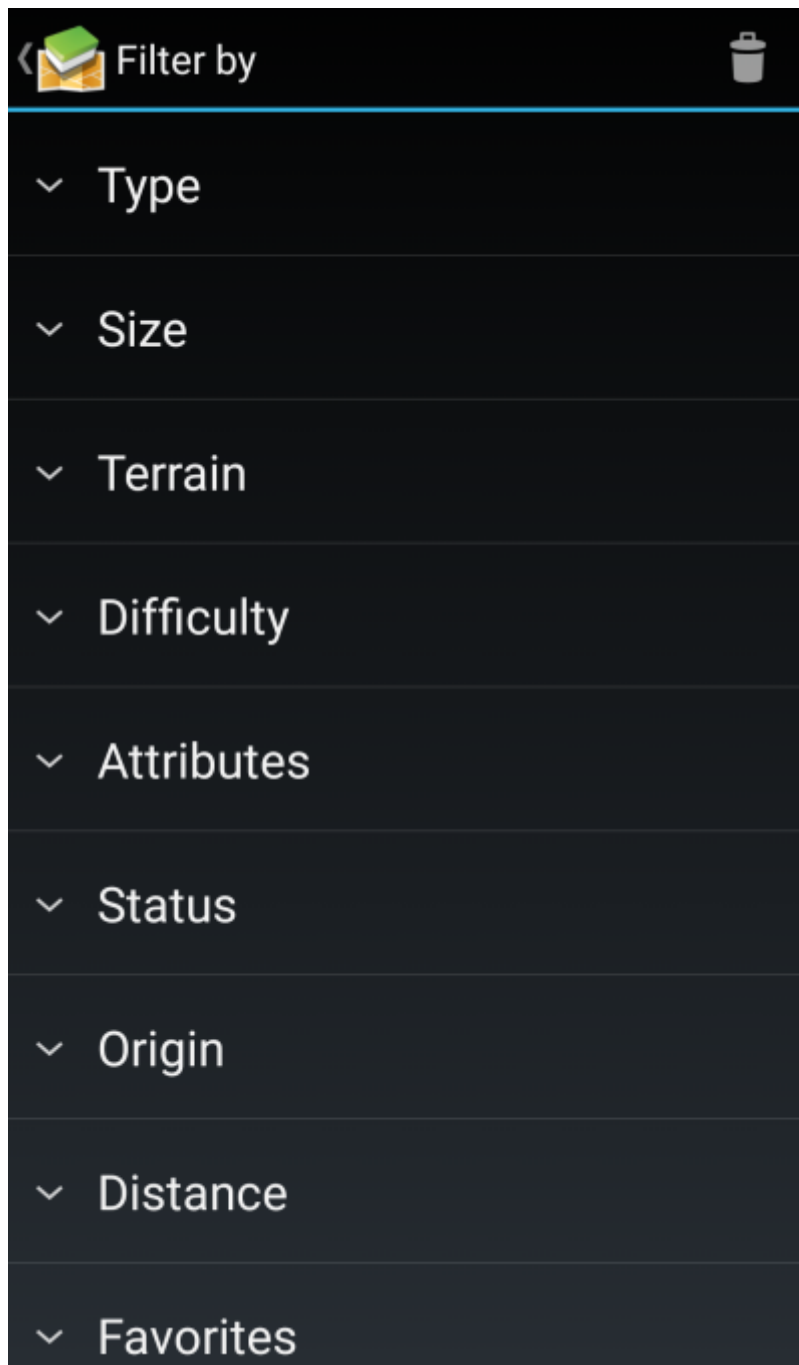 Filter by
Type
Size
Terrain
Difficulty
Attributes
Status
Origin
Distance
Favorites